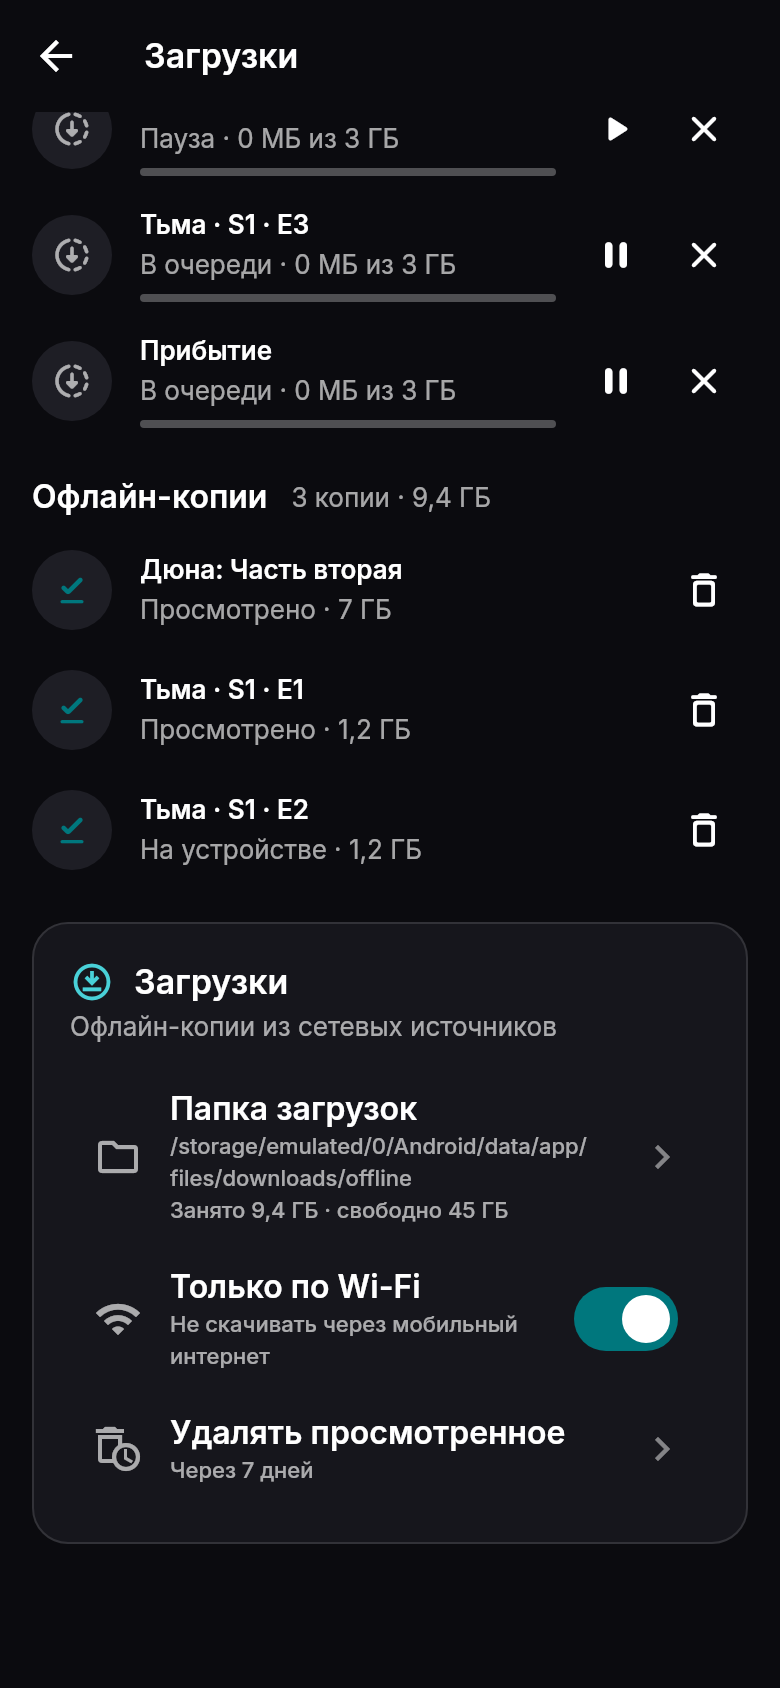 Загрузки
Пауза · 0 МБ из 3 ГБ
Тьма · S1 · E3
В очереди · 0 МБ из 3 ГБ
Прибытие
В очереди · 0 МБ из 3 ГБ
Офлайн-копии 3 копии · 9,4 ГБ
Дюна: Часть вторая
Просмотрено · 7 ГБ
Тьма · S1 · E1
Просмотрено · 1,2 ГБ
Тьма · S1 · E2
На устройстве · 1,2 ГБ
Загрузки
Офлайн-копии из сетевых источников
Папка загрузок
/storage/emulated/0/Android/data/app/
files/downloads/offline
Занято 9,4 ГБ · свободно 45 ГБ
Только по Wi-Fi
Не скачивать через мобильный
интернет
Удалять просмотренное
Через 7 дней